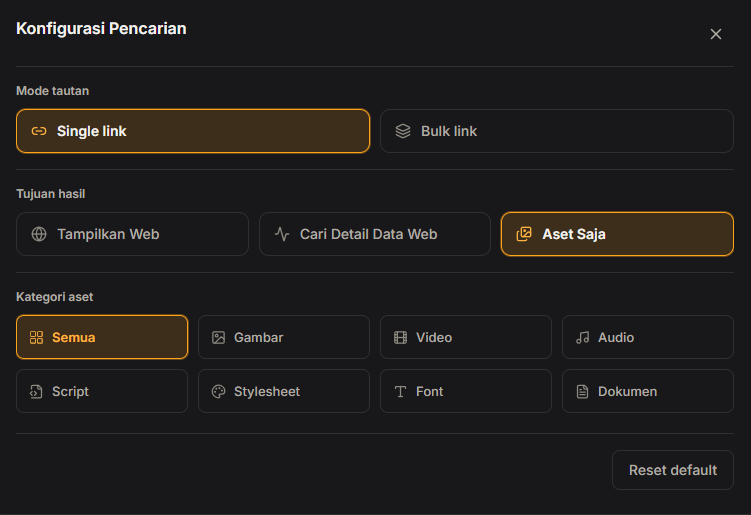 Konfigurasi Pencarian
Mode tautan
Single link
Bulk link
Tujuan hasil
Tampilkan Web
Cari Detail Data Web
Aset Saja
Kategori aset
Semua
Gambar
Video
Audio
Script
Stylesheet
Font
Dokumen
Reset default